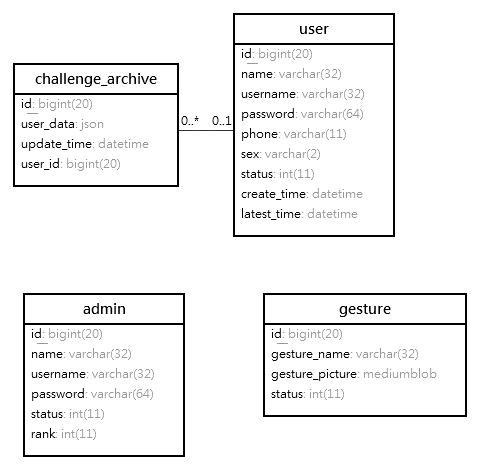 challenge_archive
id: bigint(20)
user_data: json
update_time: datetime
user_id: bigint(20)
0..* 0..1
user
id: bigint(20)
name: varchar(32)
username: varchar(32)
password: varchar(64)
phone: varchar(11)
sex: varchar(2)
status: int(11)
create_time: datetime
latest_time: datetime
admin
id: bigint(20)
name: varchar(32)
username: varchar(32)
password: varchar(64)
status: int(11)
rank: int(11)
gesture
id: bigint(20)
gesture_name: varchar(32)
gesture_picture: mediumblob
status: int(11)